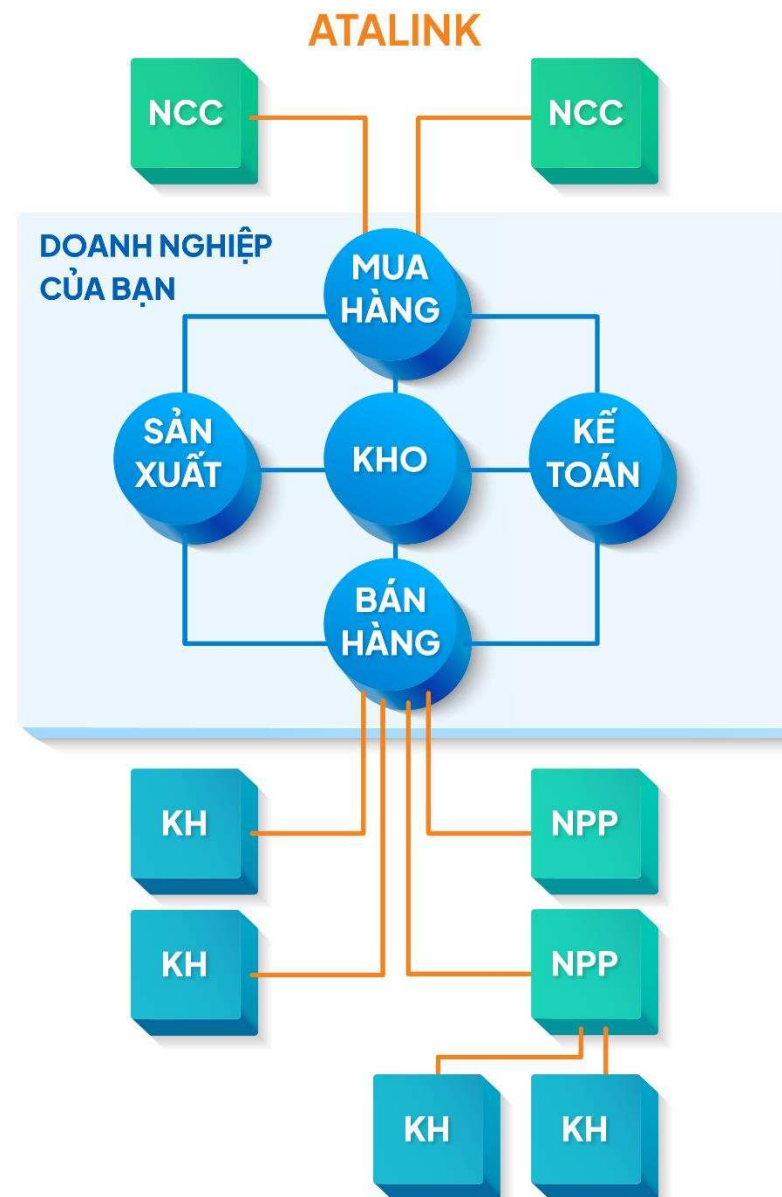 ATALINK
NCC
NCC
DOANH NGHIỆP
CỦA BẠN
MUA
HÀNG
SẢN
XUẤT
KHO
KẾ
TOÁN
BÁN
HÀNG
KH
NPP
KH
NPP
KH
KH